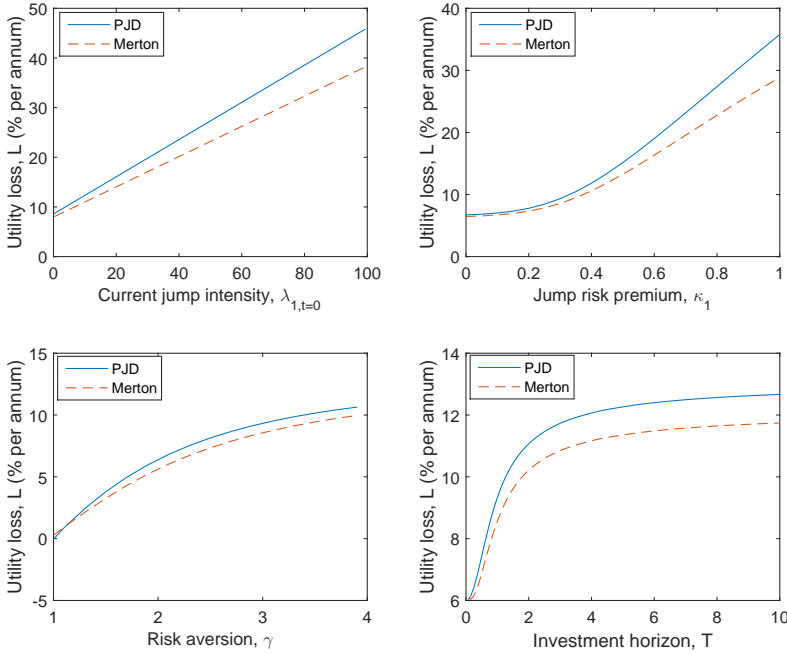 50
40
30
20
10
0
Utility loss, L (% per annum)
PJD
Merton
0 20 40 60 80 100
Current jump intensity, λ1,t=0
40
30
20
10
0
Utility loss, L (% per annum)
PJD
Merton
0 0.2 0.4 0.6 0.8 1
Jump risk premium, κ1
15
10
5
0
-5
Utility loss, L (% per annum)
PJD
Merton
1 2 3 4
Risk aversion, γ
14
12
10
8
6
Utility loss, L (% per annum)
PJD
Merton
0 2 4 6 8 10
Investment horizon, T